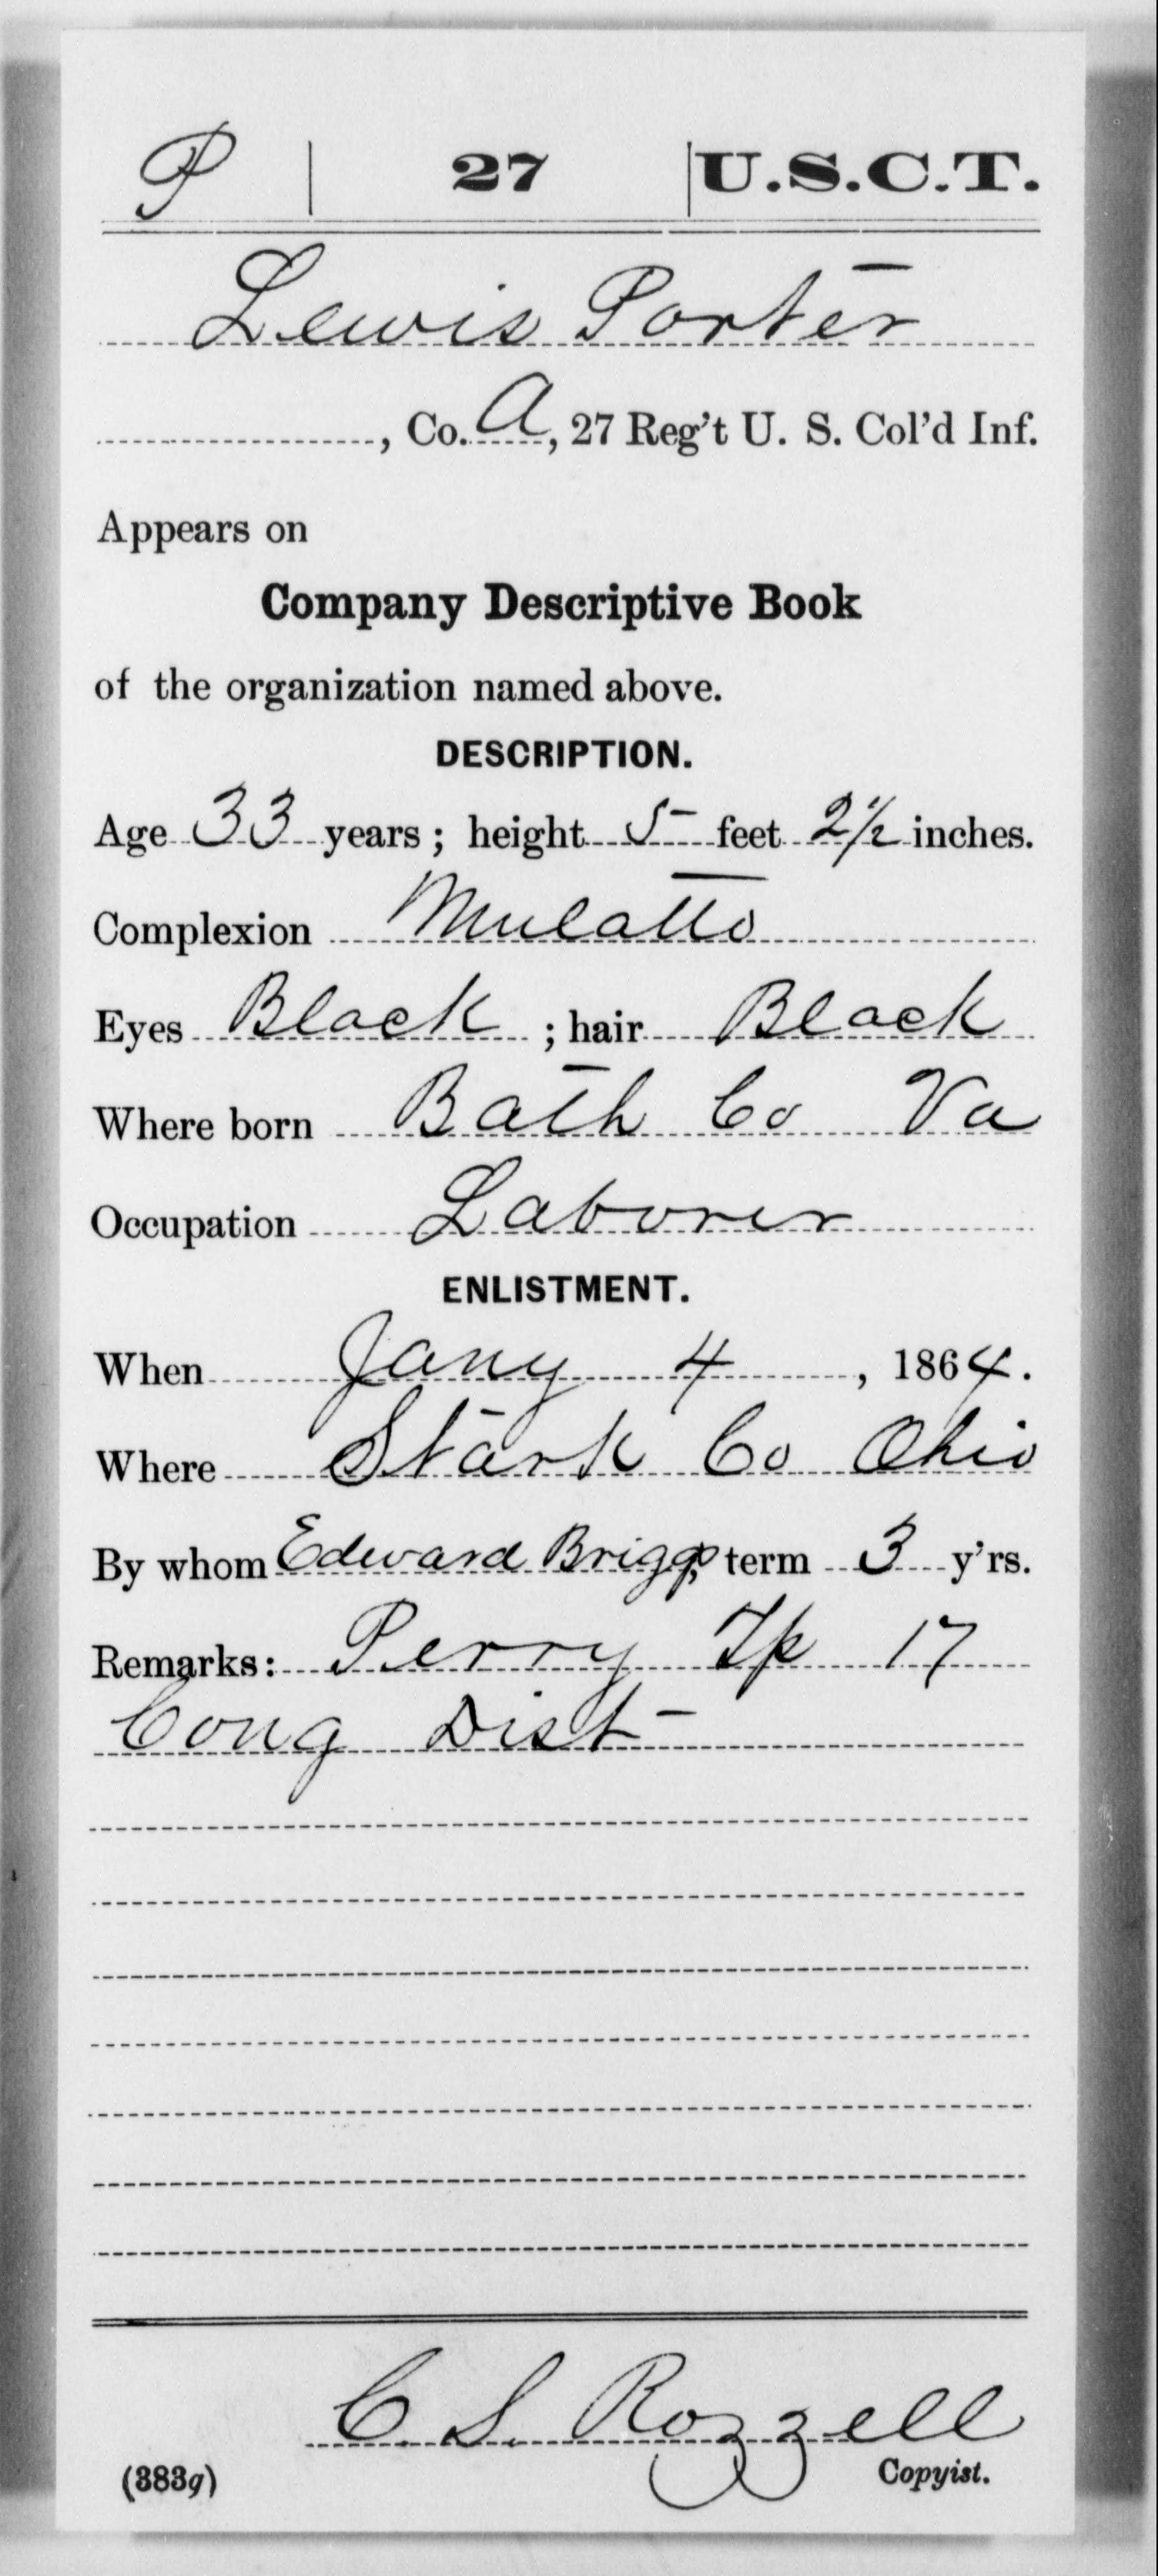 P | 27 | U.S.C.T.
Lewis Porter
, Co. A, 27 Reg't U. S. Col'd Inf.
Appears on
Company Descriptive Book
of the organization named above.
DESCRIPTION.
Age 33 years; height 5 feet 2½ inches.
Complexion Mulatto
Eyes Black; hair Black
Where born Bath Co Va
Occupation Laborer
ENLISTMENT.
When Jany 4, 1864.
Where Stark Co Ohio
By whom Edward Briggs, term 3 y'rs.
Remarks: Perry Tp 17
Cong Dist
C. S. Rozzell
(383g) Copyist.